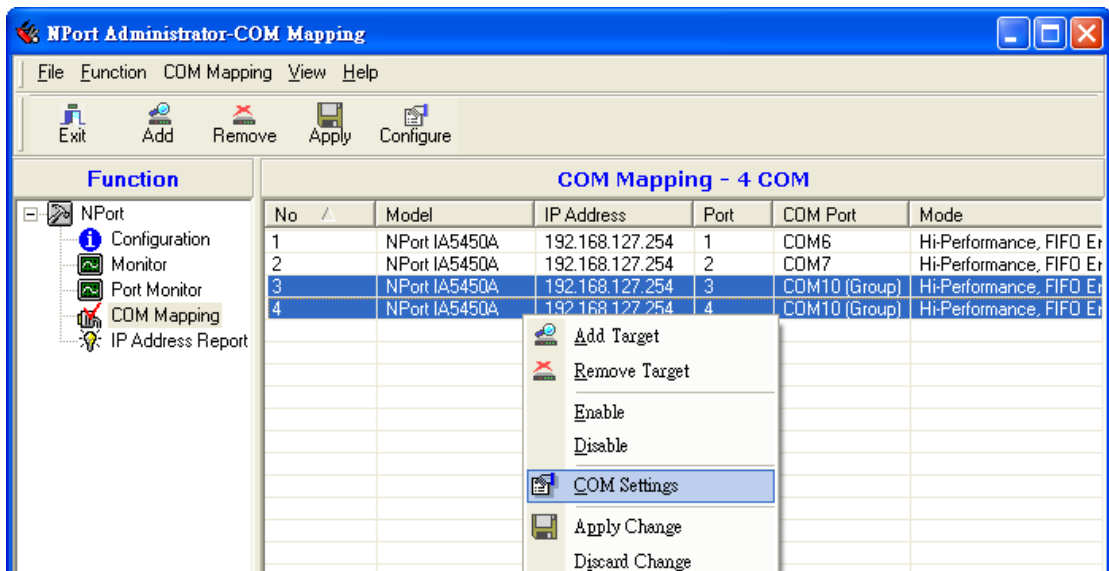 NPort Administrator-COM Mapping
File Function COM Mapping View Help
Exit Add Remove Apply Configure
Function
COM Mapping - 4 COM
NPort
Configuration
Monitor
Port Monitor
COM Mapping
IP Address Report
No Model IP Address Port COM Port Mode
1 NPort IA5450A 192.168.127.254 1 COM6 Hi-Performance, FIFO Er
2 NPort IA5450A 192.168.127.254 2 COM7 Hi-Performance, FIFO Er
3 NPort IA5450A 192.168.127.254 3 COM10 (Group) Hi-Performance, FIFO Er
4 NPort IA5450A 192.168.127.254 4 COM10 (Group) Hi-Performance, FIFO Er
Add Target
Remove Target
Enable
Disable
COM Settings
Apply Change
Discard Change